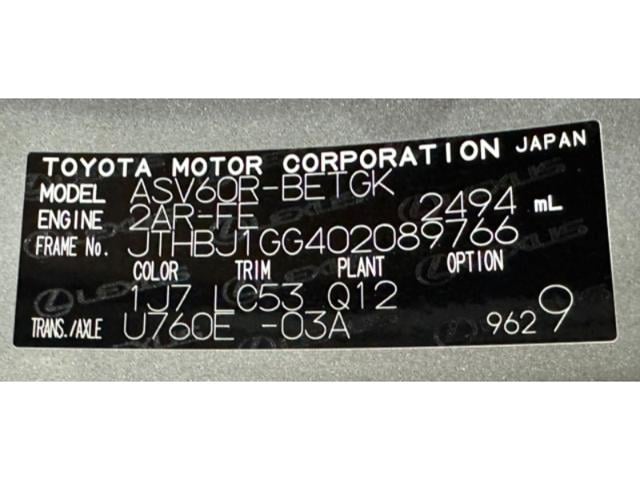 TOYOTA MOTOR CORPORATION JAPAN
MODEL ASV60R-BETGK
ENGINE 2AR-FE 2494 mL
FRAME No. JTHBJ1GG402089766
COLOR TRIM PLANT OPTION
1J7 LC53 Q12
TRANS./AXLE U760E -03A 9629